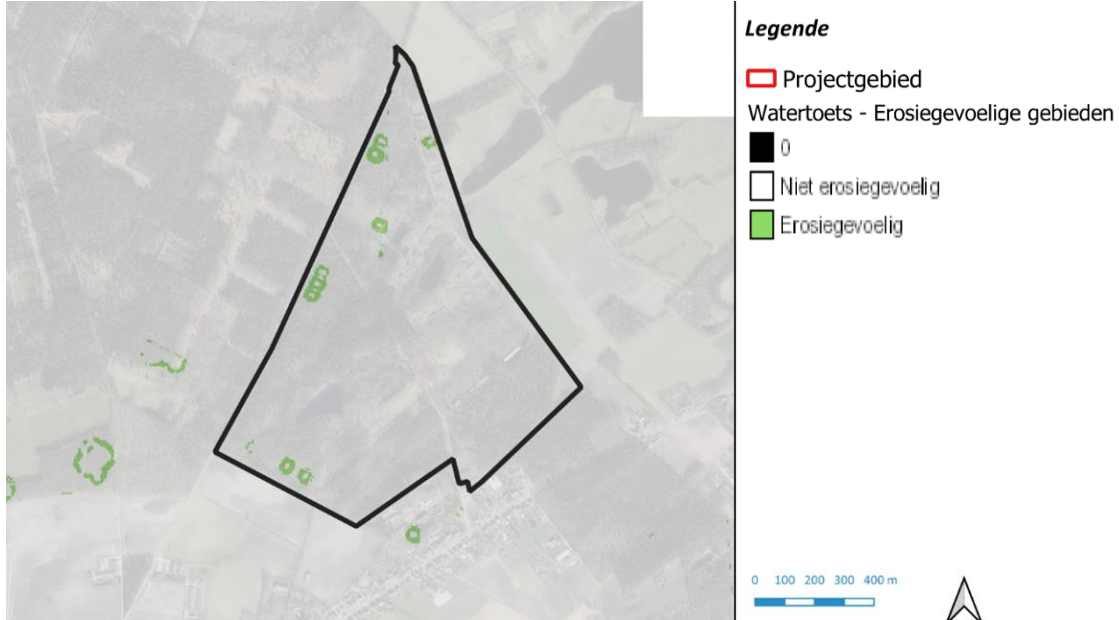 Legende
Projectgebied
Watertoets - Erosiegevoelige gebieden
0
Niet erosiegevoelig
Erosiegevoelig
0 100 200 300 400 m